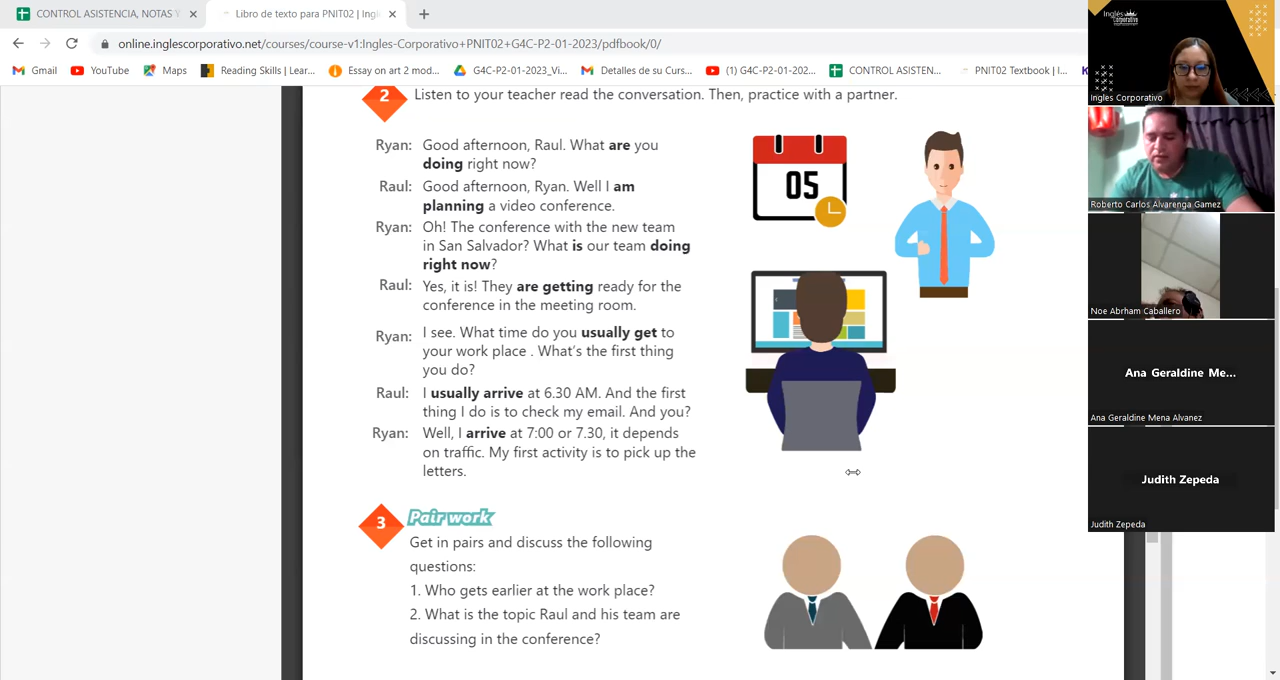 CONTROL ASISTENCIA, NOTAS Y
Libro de texto para PNIT02 | Ingl
online.inglescorporativo.net/courses/course-v1:Ingles-Corporativo+PNIT02+G4C-P2-01-2023/pdfbook/0/
Gmail YouTube Maps Reading Skills | Lear... Essay on art 2 mod... G4C-P2-01-2023_Vi... Detalles de su Curs... (1) G4C-P2-01-202... CONTROL ASISTEN... PNIT02 Textbook | I...
2 Listen to your teacher read the conversation. Then, practice with a partner.
Ryan: Good afternoon, Raul. What are you
doing right now?
Raul: Good afternoon, Ryan. Well I am
planning a video conference.
Ryan: Oh! The conference with the new team
in San Salvador? What is our team doing
right now?
Raul: Yes, it is! They are getting ready for the
conference in the meeting room.
Ryan: I see. What time do you usually get to
your work place . What's the first thing
you do?
Raul: I usually arrive at 6.30 AM. And the first
thing I do is to check my email. And you?
Ryan: Well, I arrive at 7:00 or 7.30, it depends
on traffic. My first activity is to pick up the
letters.
05
3 Pair work
Get in pairs and discuss the following
questions:
1. Who gets earlier at the work place?
2. What is the topic Raul and his team are
discussing in the conference?
Inglés
Corporativo
Ingles Corporativo
Roberto Carlos Alvarenga Gamez
Noe Abrham Caballero
Ana Geraldine Me...
Ana Geraldine Mena Alvanez
Judith Zepeda
Judith Zepeda